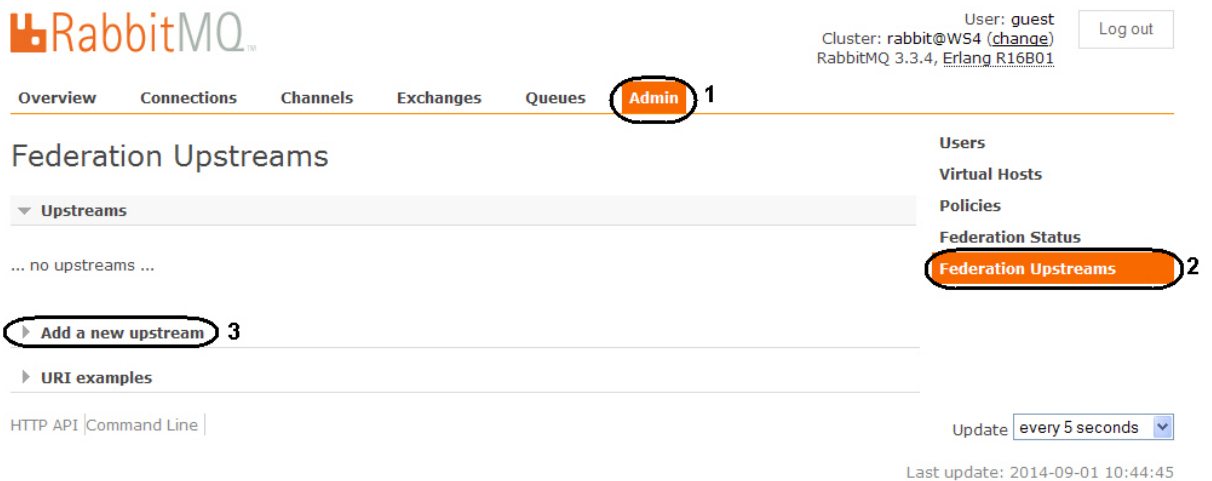 RabbitMQ™
User: guest
Cluster: rabbit@WS4 (change)
RabbitMQ 3.3.4, Erlang R16B01
Log out
Overview Connections Channels Exchanges Queues Admin 1
Federation Upstreams
Upstreams
... no upstreams ...
Add a new upstream 3
URI examples
Users
Virtual Hosts
Policies
Federation Status
Federation Upstreams 2
HTTP API Command Line
Update every 5 seconds
Last update: 2014-09-01 10:44:45